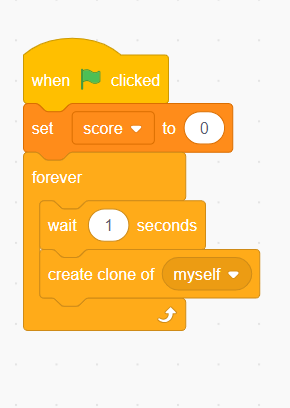 when clicked
set score to 0
forever
wait 1 seconds
create clone of myself